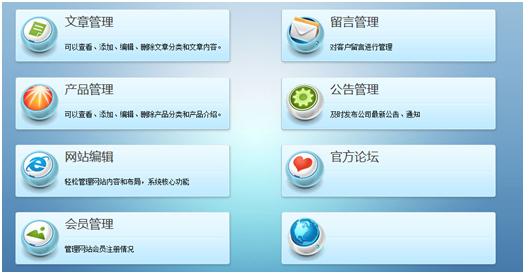 文章管理
可以查看、添加、编辑、删除文章分类和文章内容。
留言管理
对客户留言进行管理
产品管理
可以查看、添加、编辑、删除产品分类和产品介绍。
公告管理
及时发布公司最新公告、通知
网站编辑
轻松管理网站内容和布局，系统核心功能
官方论坛
会员管理
管理网站会员注册情况